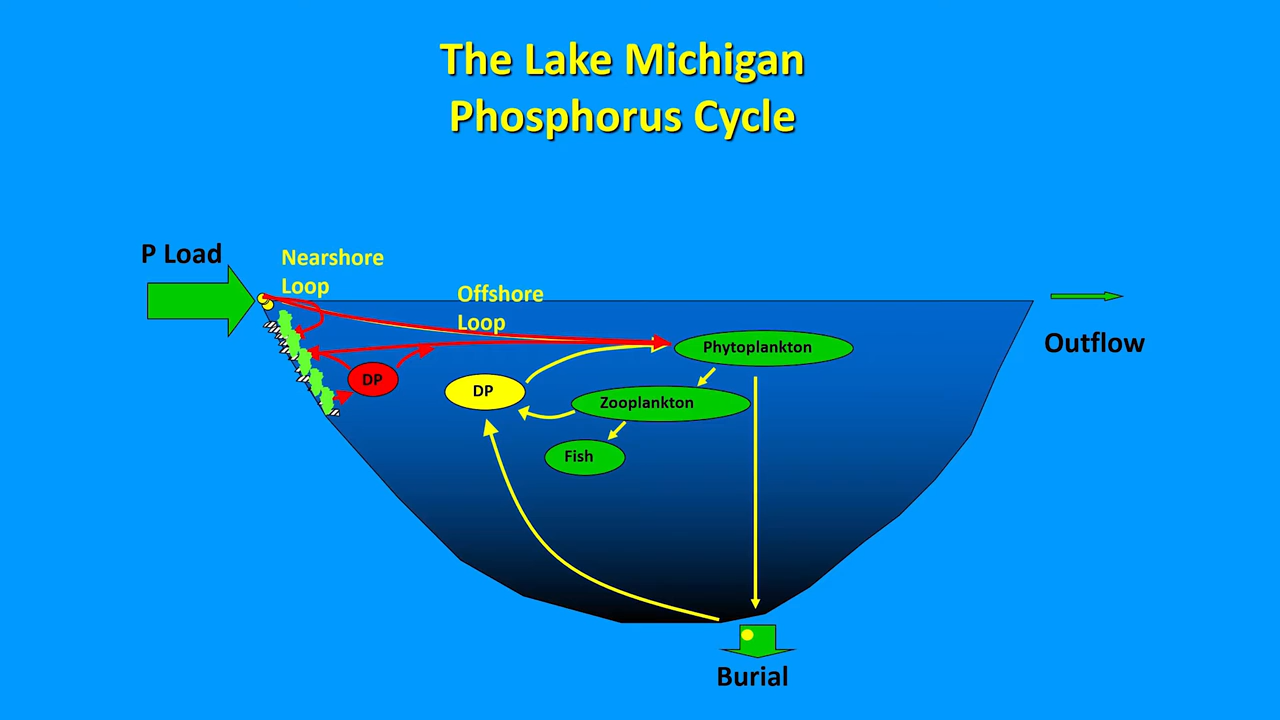 The Lake Michigan
Phosphorus Cycle
P Load
Nearshore
Loop
Offshore
Loop
Outflow
Phytoplankton
DP
DP
Zooplankton
Fish
Burial